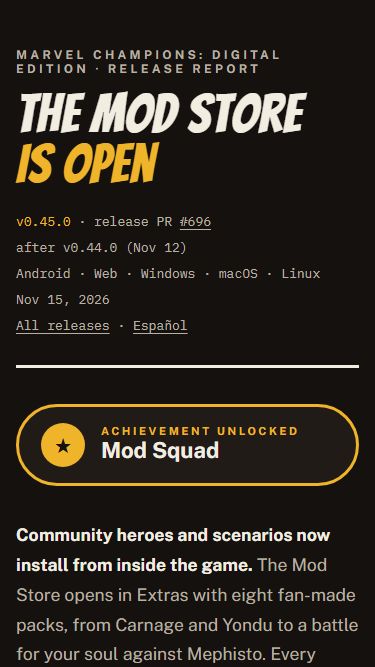 MARVEL CHAMPIONS: DIGITAL
EDITION · RELEASE REPORT
THE MOD STORE
IS OPEN
v0.45.0 · release PR #696
after v0.44.0 (Nov 12)
Android · Web · Windows · macOS · Linux
Nov 15, 2026
All releases · Español
ACHIEVEMENT UNLOCKED
Mod Squad
Community heroes and scenarios now
install from inside the game. The Mod
Store opens in Extras with eight fan-made
packs, from Carnage and Yondu to a battle
for your soul against Mephisto. Every